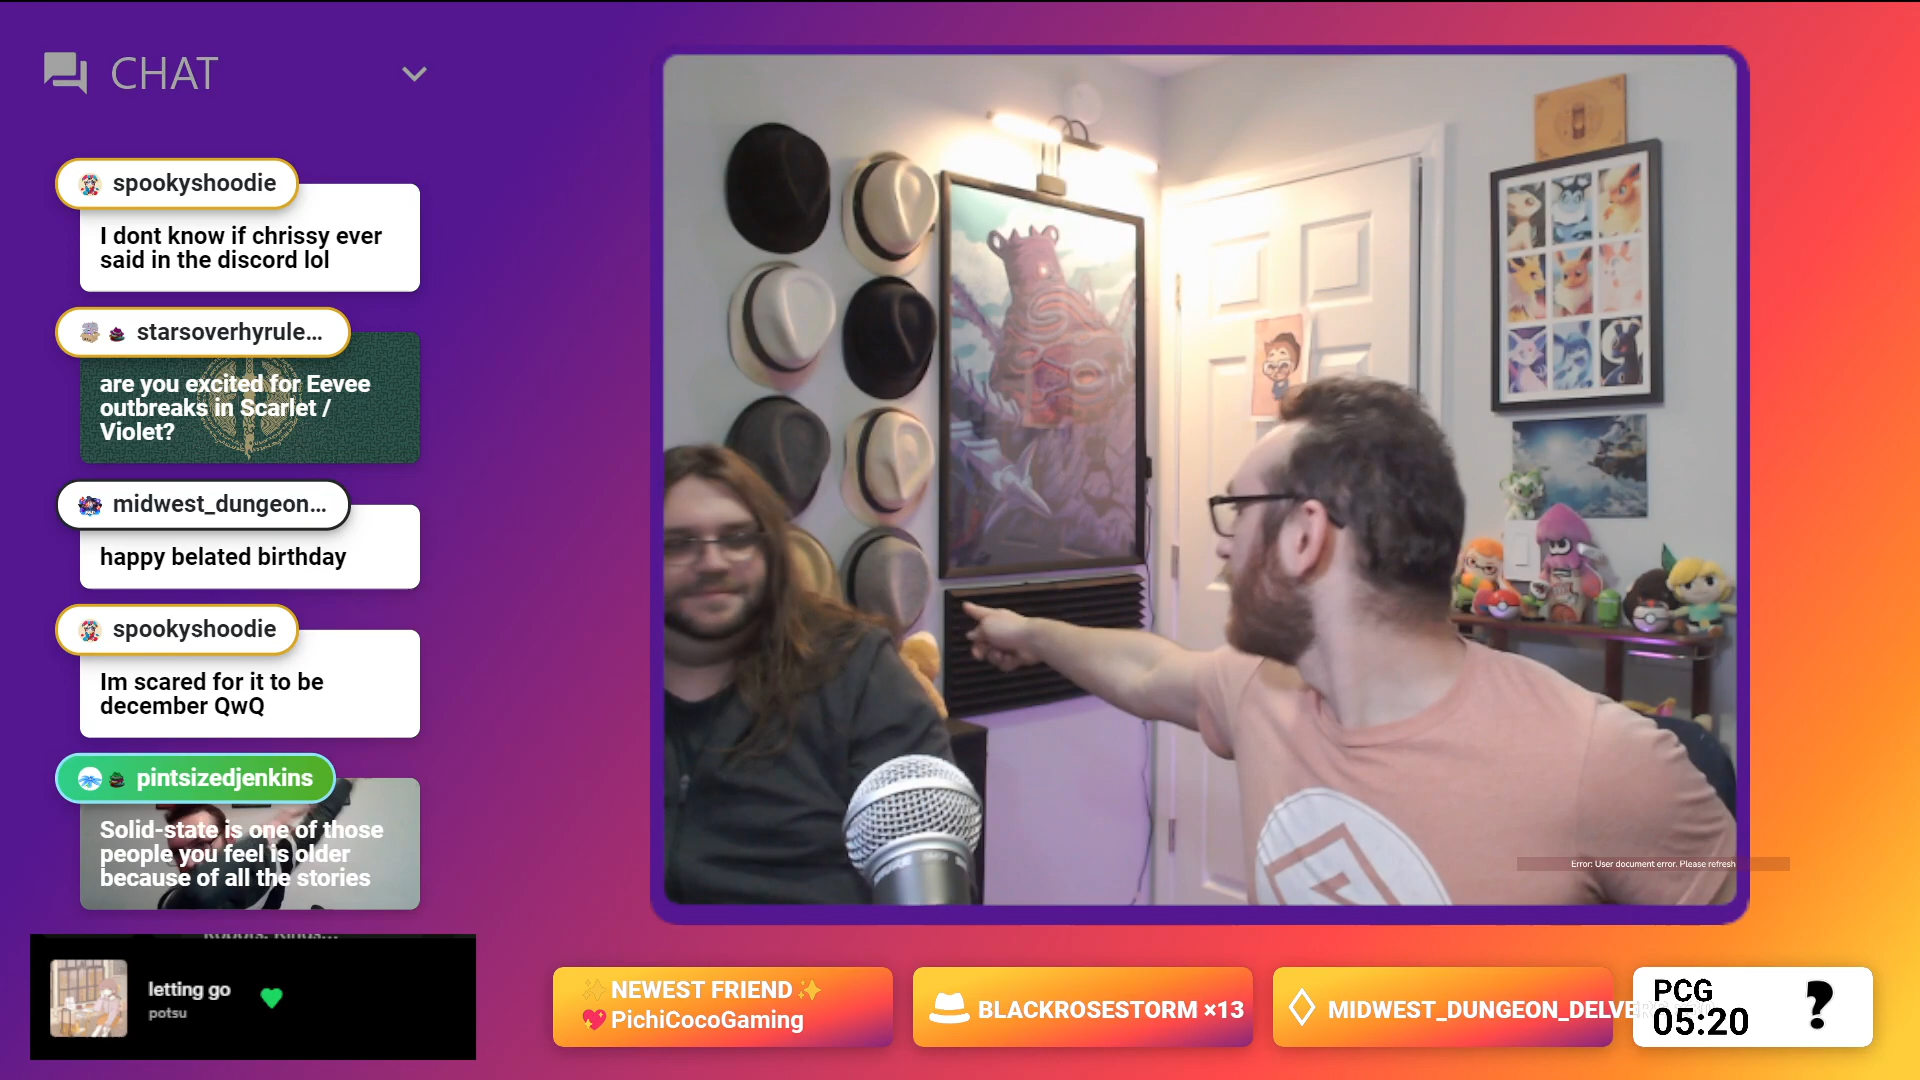 CHAT
spookyshoodie
I dont know if chrissy ever
said in the discord lol
starsoverhyrule...
are you excited for Eevee
outbreaks in Scarlet /
Violet?
midwest_dungeon...
happy belated birthday
spookyshoodie
Im scared for it to be
december QwQ
pintsizedjenkins
Solid-state is one of those
people you feel is older
because of all the stories
letting go
potsu
Error: User document error. Please refresh
✨NEWEST FRIEND✨
💖PichiCocoGaming
BLACKROSESTORM ×13
MIDWEST_DUNGEON_DELVE
PCG
05:20
?